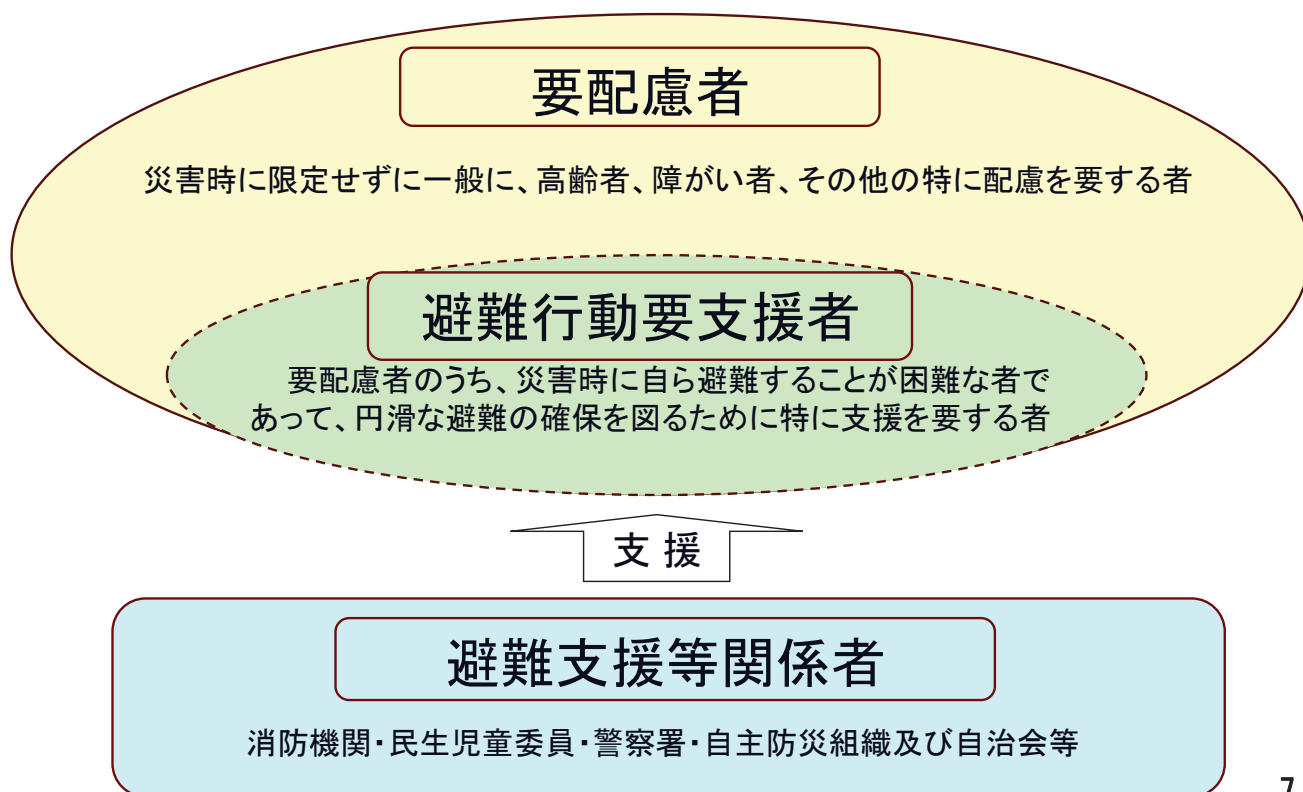 要配慮者
災害時に限定せずに一般に、高齢者、障がい者、その他の特に配慮を要する者
避難行動要支援者
要配慮者のうち、災害時に自ら避難することが困難な者で
あって、円滑な避難の確保を図るために特に支援を要する者
支 援
避難支援等関係者
消防機関・民生児童委員・警察署・自主防災組織及び自治会等
7